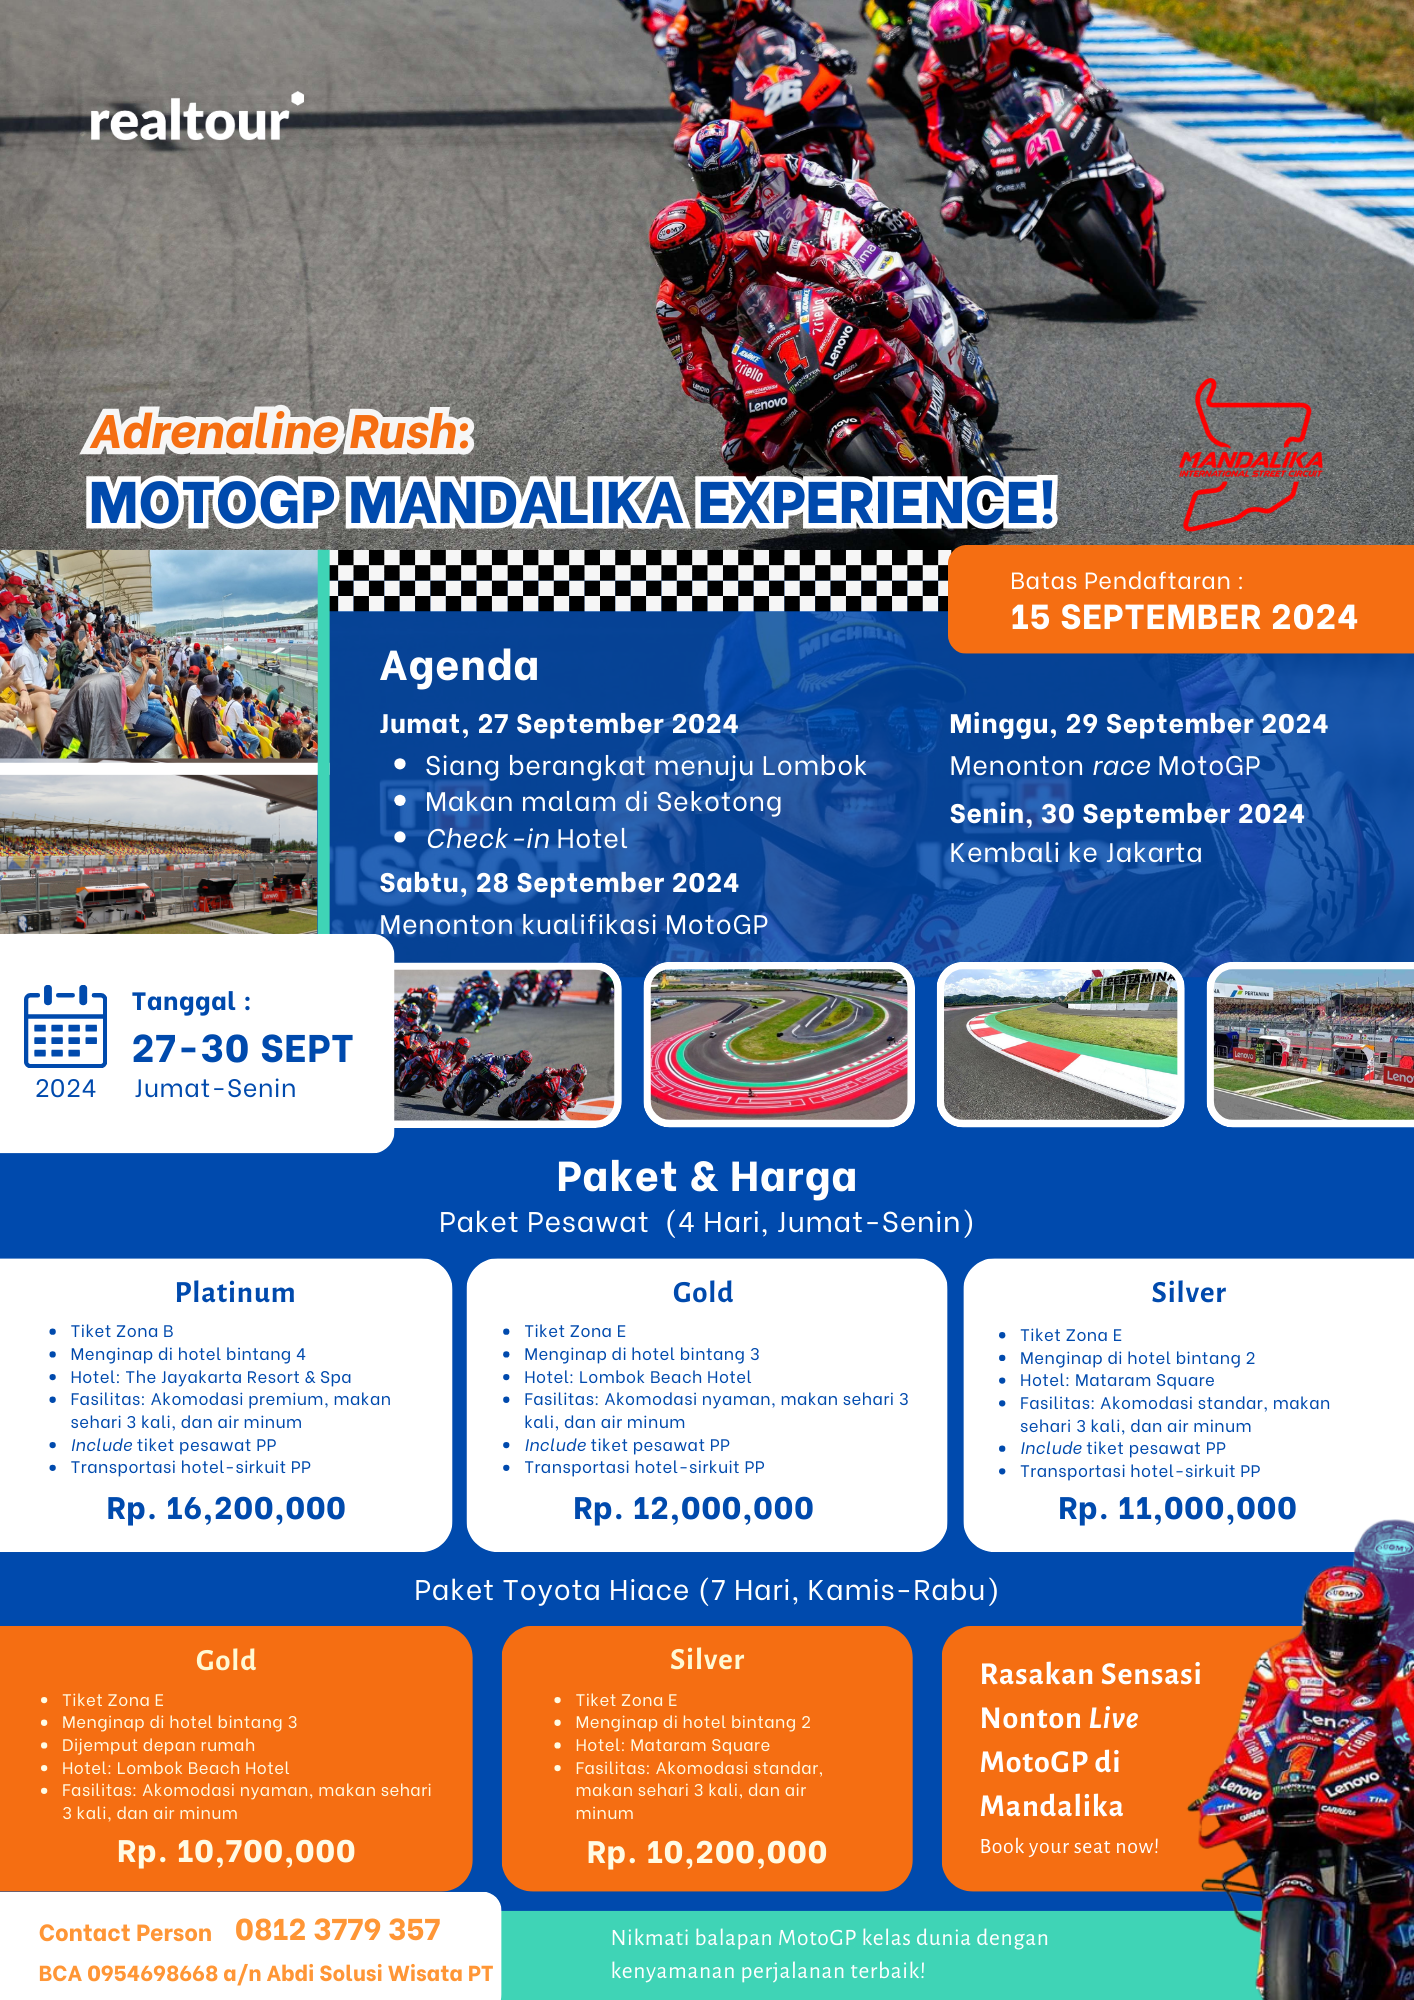 realtour
26
41
Lenovo
Adrenaline Rush:
MOTOGP MANDALIKA EXPERIENCE!
MANDALIKA
INTERNATIONAL STREET CIRCUIT
Batas Pendaftaran :
15 SEPTEMBER 2024
Agenda
Jumat, 27 September 2024
Siang berangkat menuju Lombok
Makan malam di Sekotong
Check-in Hotel
Sabtu, 28 September 2024
Menonton kualifikasi MotoGP
Minggu, 29 September 2024
Menonton race MotoGP
Senin, 30 September 2024
Kembali ke Jakarta
MICHELIN
TISSOT
Tanggal :
27-30 SEPT
2024
Jumat-Senin
PERTAMINA
Paket & Harga
Paket Pesawat (4 Hari, Jumat-Senin)
Platinum
Tiket Zona B
Menginap di hotel bintang 4
Hotel: The Jayakarta Resort & Spa
Fasilitas: Akomodasi premium, makan
sehari 3 kali, dan air minum
Include tiket pesawat PP
Transportasi hotel-sirkuit PP
Rp. 16,200,000
Gold
Tiket Zona E
Menginap di hotel bintang 3
Hotel: Lombok Beach Hotel
Fasilitas: Akomodasi nyaman, makan sehari 3
kali, dan air minum
Include tiket pesawat PP
Transportasi hotel-sirkuit PP
Rp. 12,000,000
Silver
Tiket Zona E
Menginap di hotel bintang 2
Hotel: Mataram Square
Fasilitas: Akomodasi standar, makan
sehari 3 kali, dan air minum
Include tiket pesawat PP
Transportasi hotel-sirkuit PP
Rp. 11,000,000
Paket Toyota Hiace (7 Hari, Kamis-Rabu)
Gold
Tiket Zona E
Menginap di hotel bintang 3
Dijemput depan rumah
Hotel: Lombok Beach Hotel
Fasilitas: Akomodasi nyaman, makan sehari
3 kali, dan air minum
Rp. 10,700,000
Silver
Tiket Zona E
Menginap di hotel bintang 2
Hotel: Mataram Square
Fasilitas: Akomodasi standar,
makan sehari 3 kali, dan air
minum
Rp. 10,200,000
Rasakan Sensasi
Nonton Live
MotoGP di
Mandalika
Book your seat now!
Contact Person 0812 3779 357
BCA 0954698668 a/n Abdi Solusi Wisata PT
Nikmati balapan MotoGP kelas dunia dengan
kenyamanan perjalanan terbaik!